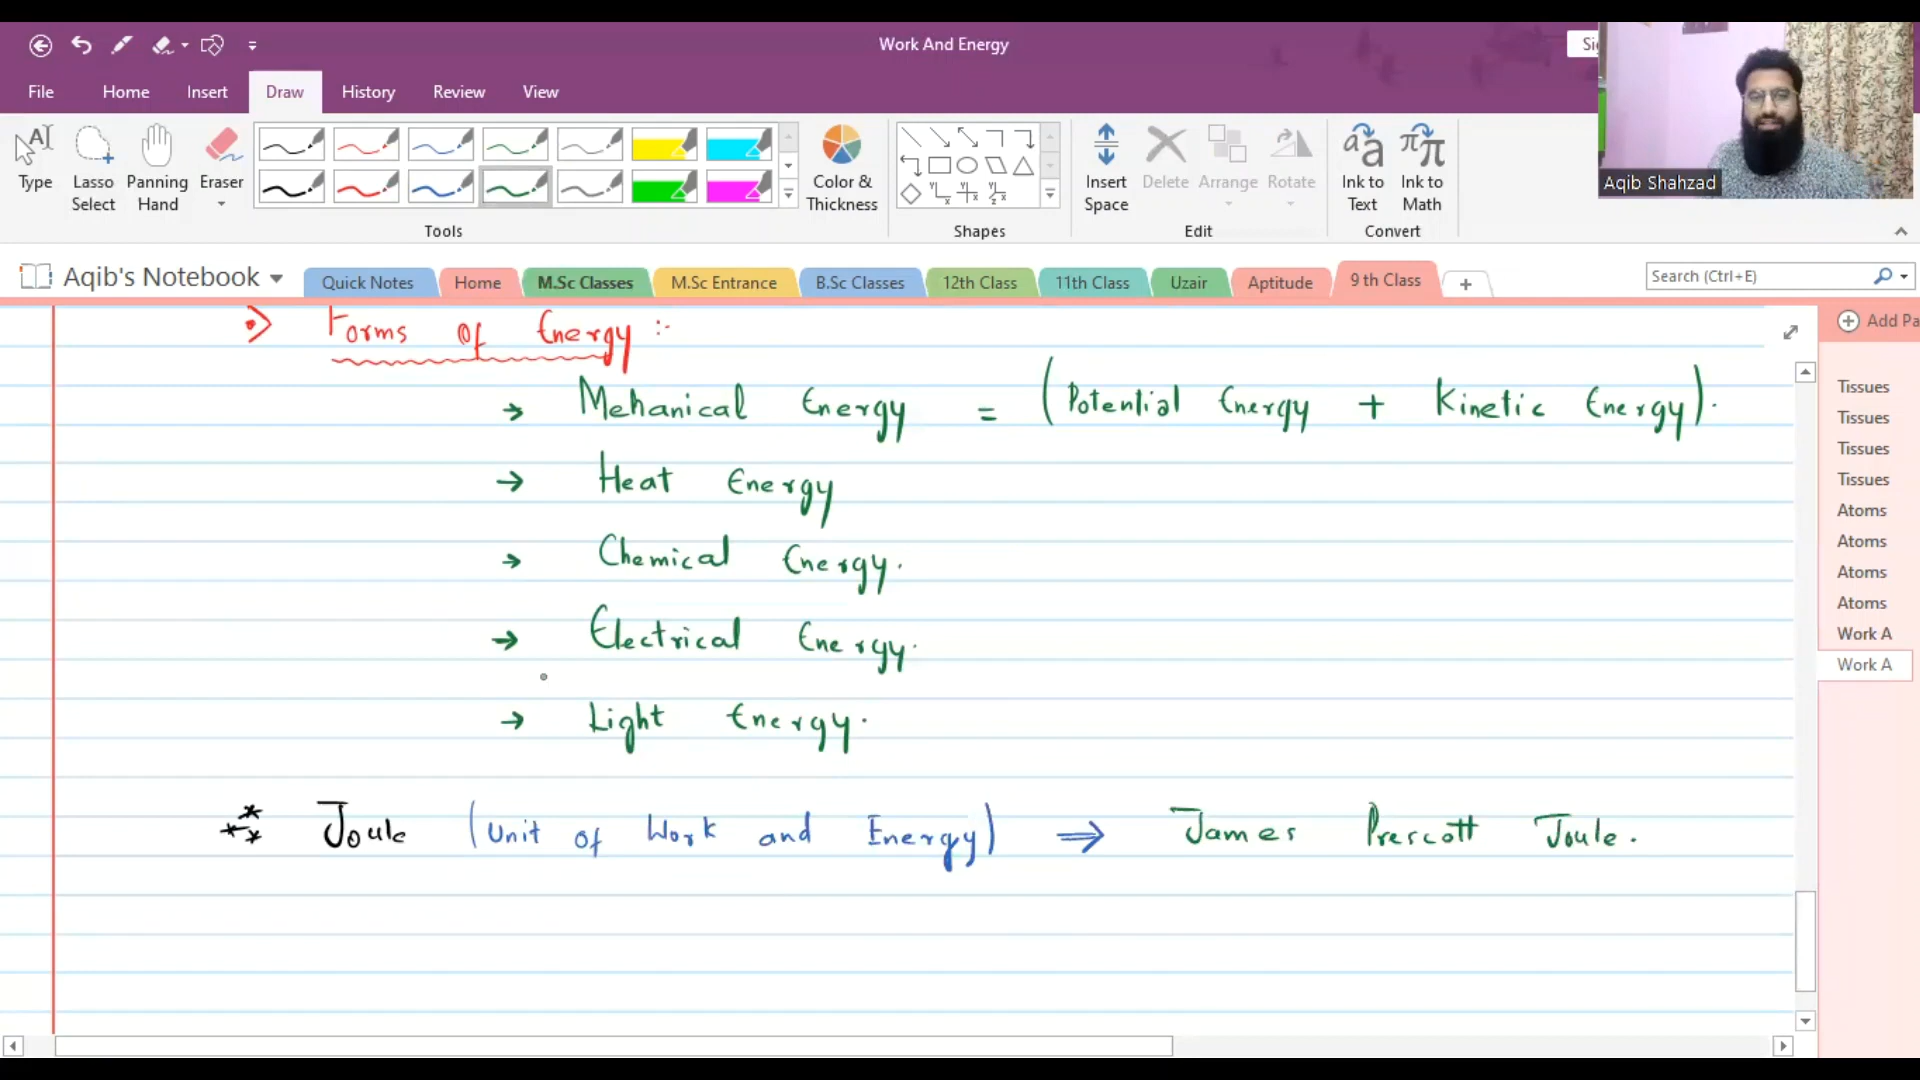 Work And Energy
File Home Insert Draw History Review View
Type
Lasso Select
Panning Hand
Eraser
Color & Thickness
Insert Space
Delete
Arrange
Rotate
Ink to Text
Ink to Math
Tools Shapes Edit Convert
Aqib Shahzad
Aqib's Notebook Quick Notes Home M.Sc Classes M.Sc Entrance B.Sc Classes 12th Class 11th Class Uzair Aptitude 9 th Class
Search (Ctrl+E)
Forms of Energy :-
→ Mehanical Energy = (Potential Energy + Kinetic Energy).
→ Heat Energy
→ Chemical Energy.
→ Electrical Energy.
→ Light Energy.
*** Joule (Unit of Work and Energy) ⇒ James Prescott Joule.
Add Pa
Tissues
Tissues
Tissues
Tissues
Atoms
Atoms
Atoms
Atoms
Work A
Work A